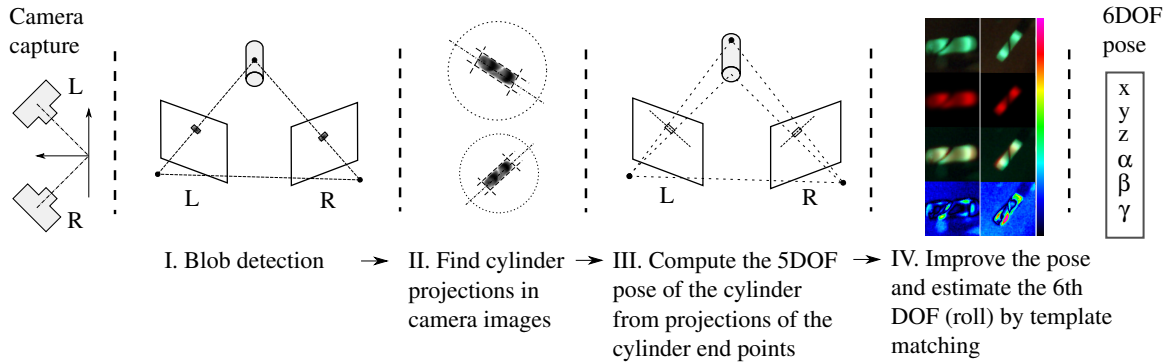 Camera
capture
L
R
L
R
I. Blob detection
II. Find cylinder
projections in
camera images
L
R
III. Compute the 5DOF
pose of the cylinder
from projections of the
cylinder end points
IV. Improve the pose
and estimate the 6th
DOF (roll) by template
matching
6DOF
pose
x
y
z
α
β
γ